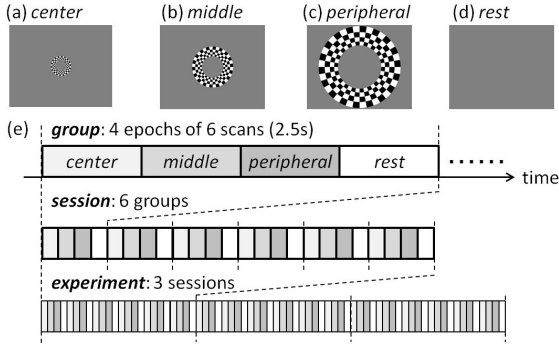 (a) center (b) middle (c) peripheral (d) rest
(e) group: 4 epochs of 6 scans (2.5s)
center middle peripheral rest ......
time
session: 6 groups
experiment: 3 sessions